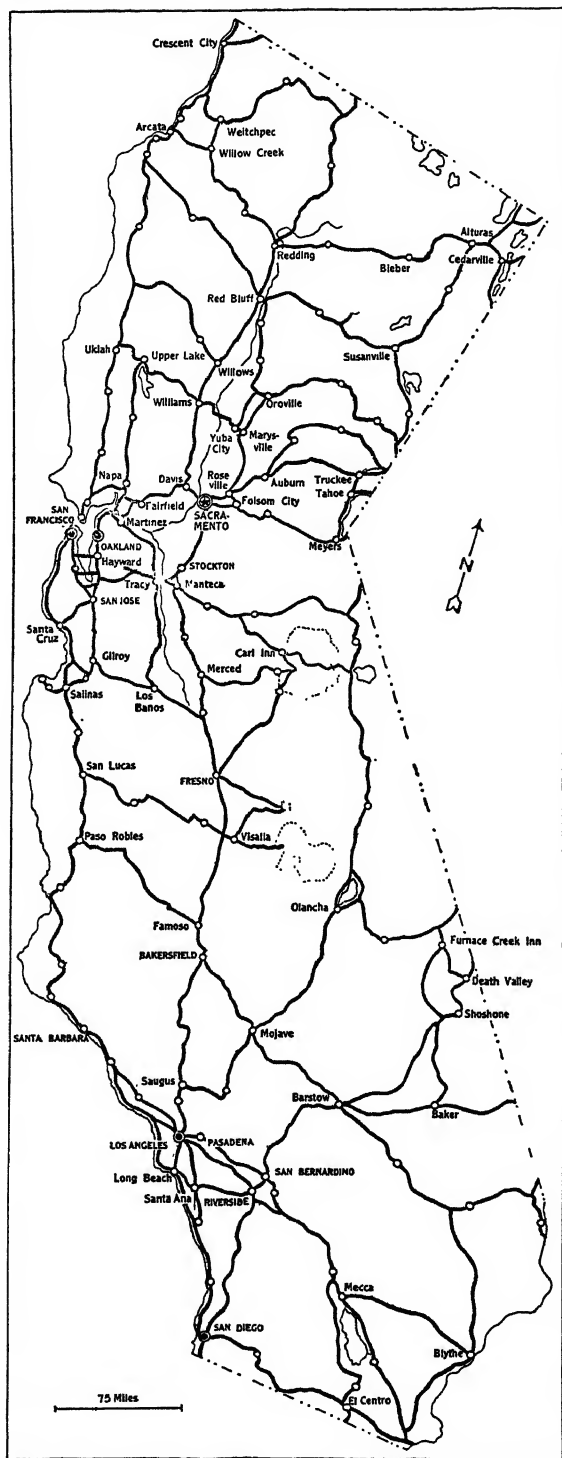 Crescent City
Arcata
Weitchpec
Willow Creek
Redding
Alturas
Bieber
Cedarville
Red Bluff
Ukiah
Upper Lake
Susanville
Willows
Williams
Oroville
Yuba
City
Marys-
ville
Napa
Davis
Rose
ville
Auburn
Truckee
Tahoe
Fairfield
SACRA-
MENTO
Folsom City
SAN
FRANCISCO
Martinez
OAKLAND
Meyers
N
Hayward
STOCKTON
Tracy
Manteca
SAN JOSE
Santa
Cruz
Carl Inn
Gilroy
Merced
Salinas
Los
Banos
San Lucas
FRESNO
Paso Robles
Visalia
Olancha
Famoso
Furnace Creek Inn
BAKERSFIELD
Death Valley
Shoshone
SANTA BARBARA
Mojave
Saugus
Barstow
Baker
LOS ANGELES
PASADENA
Long Beach
SAN BERNARDINO
Santa Ana
RIVERSIDE
Mecca
SAN DIEGO
Blythe
75 Miles
El Centro